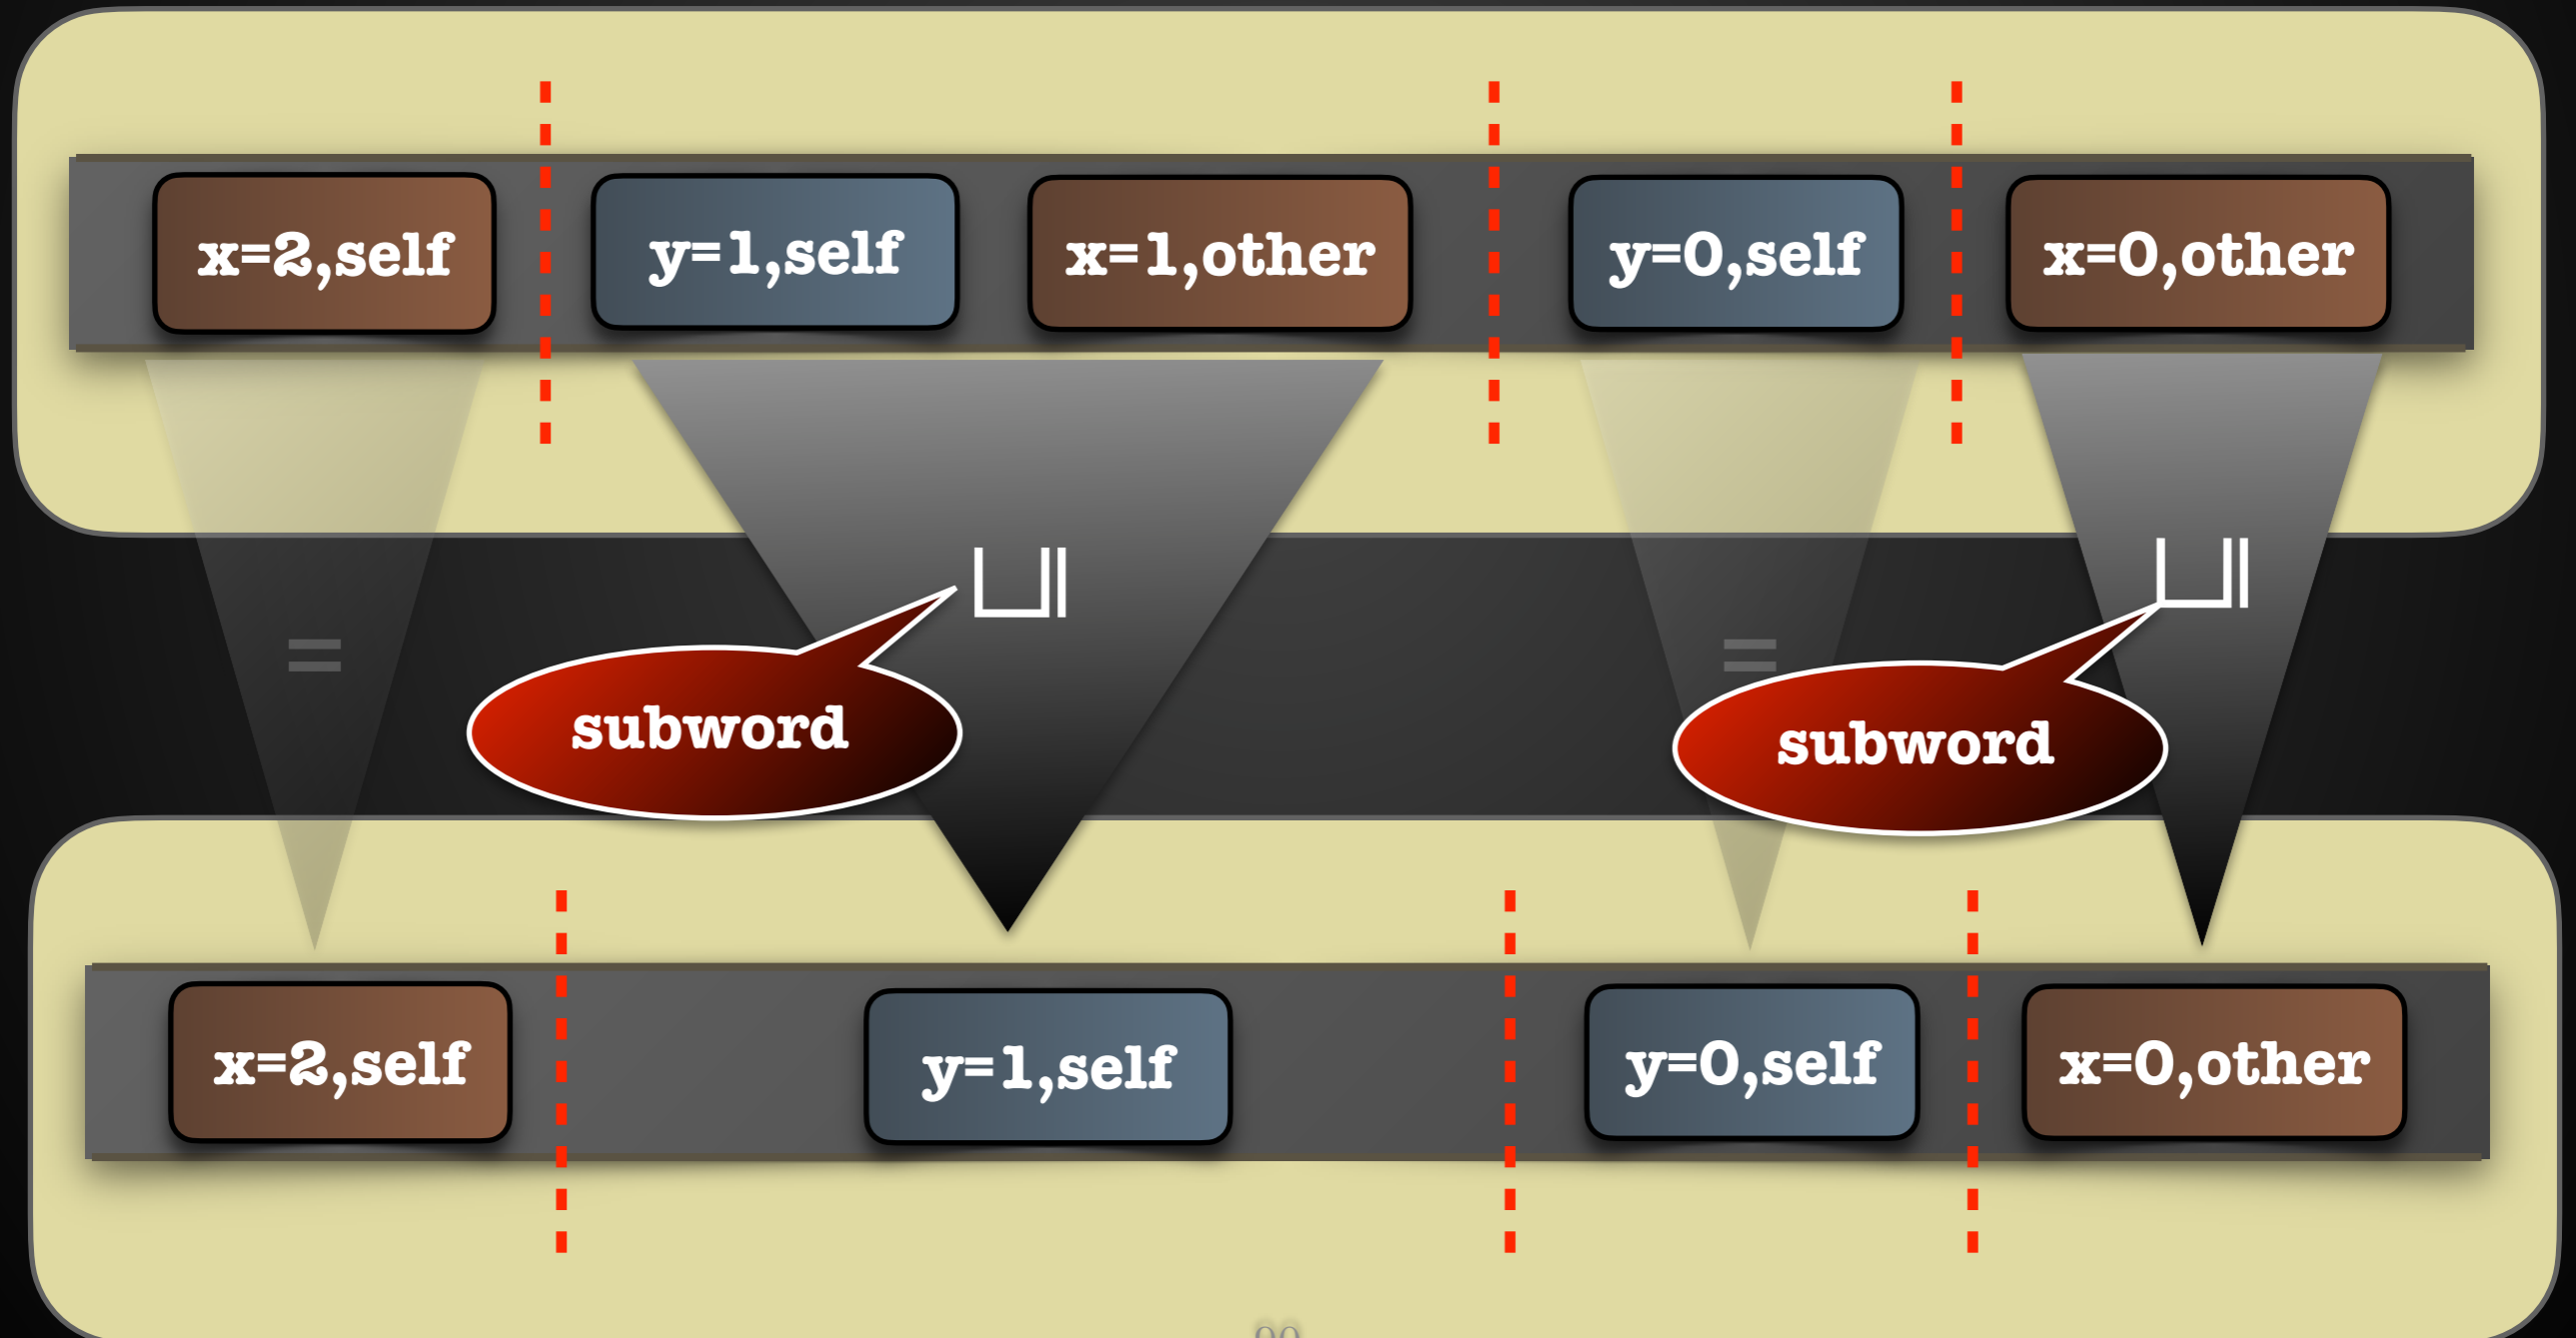 x=2,self y=1,self x=1,other y=0,self x=0,other
= =
subword subword
x=2,self y=1,self y=0,self x=0,other